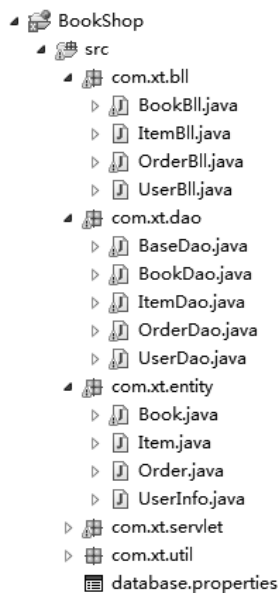 BookShop
src
com.xt.bll
BookBll.java
ItemBll.java
OrderBll.java
UserBll.java
com.xt.dao
BaseDao.java
BookDao.java
ItemDao.java
OrderDao.java
UserDao.java
com.xt.entity
Book.java
Item.java
Order.java
UserInfo.java
com.xt.servlet
com.xt.util
database.properties